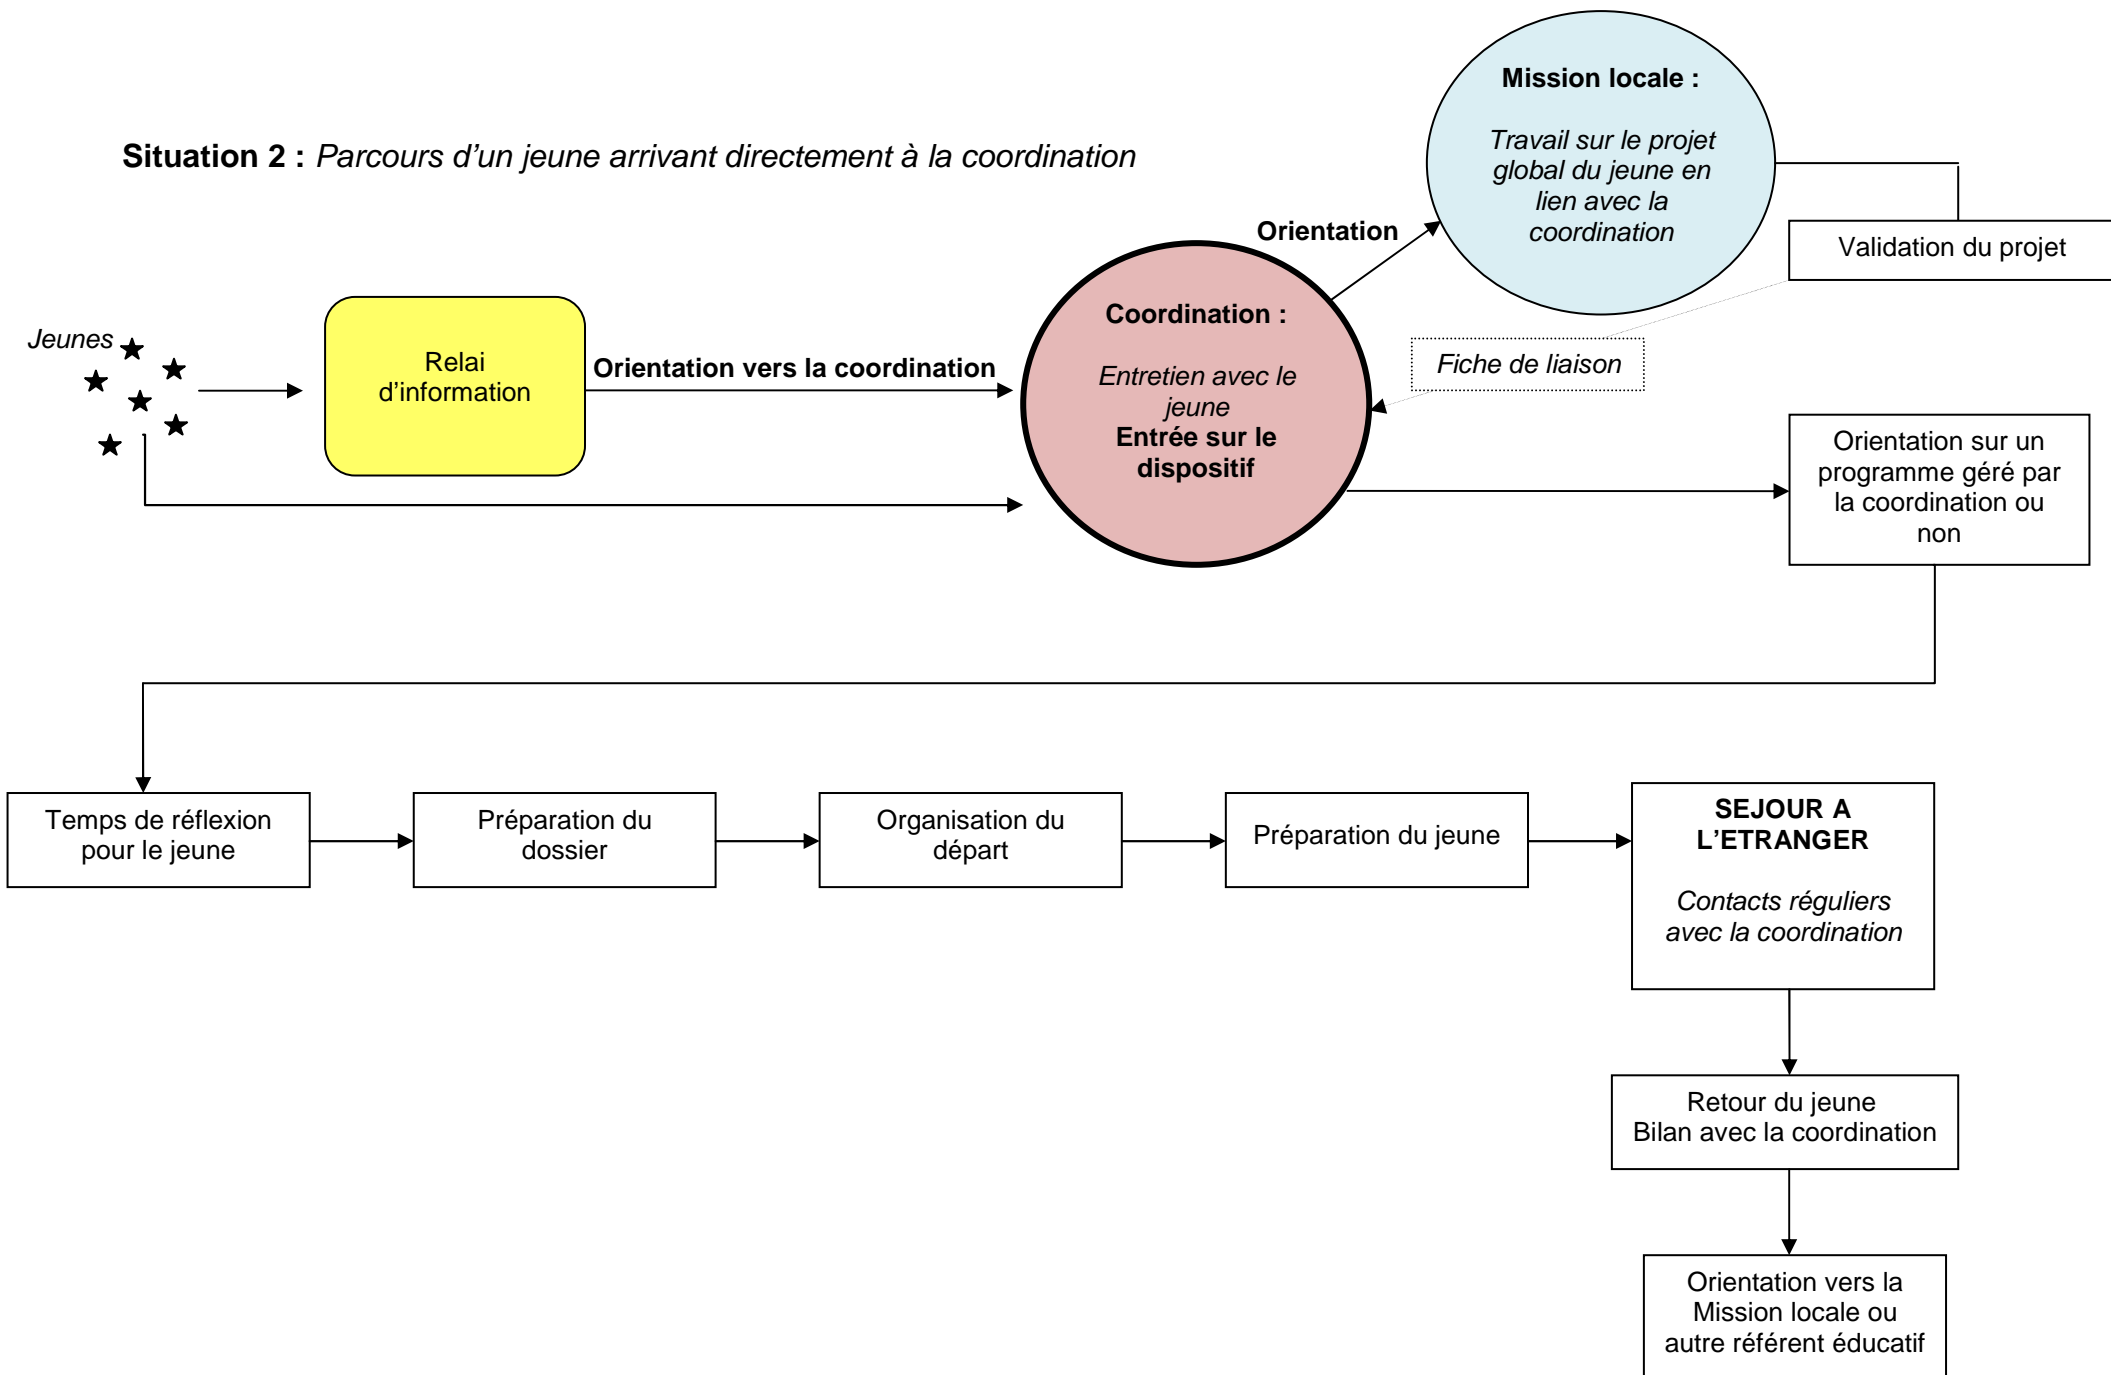 Mission locale :
Travail sur le projet
global du jeune en
lien avec la
coordination
Situation 2 : Parcours d'un jeune arrivant directement à la coordination
Orientation
Validation du projet
Jeunes
Relai
d'information
Orientation vers la coordination
Coordination :
Entretien avec le
jeune
Entrée sur le
dispositif
Fiche de liaison
Orientation sur un
programme géré par
la coordination ou
non
Temps de réflexion
pour le jeune
Préparation du
dossier
Organisation du
départ
Préparation du jeune
SEJOUR A
L'ETRANGER
Contacts réguliers
avec la coordination
Retour du jeune
Bilan avec la coordination
Orientation vers la
Mission locale ou
autre référent éducatif